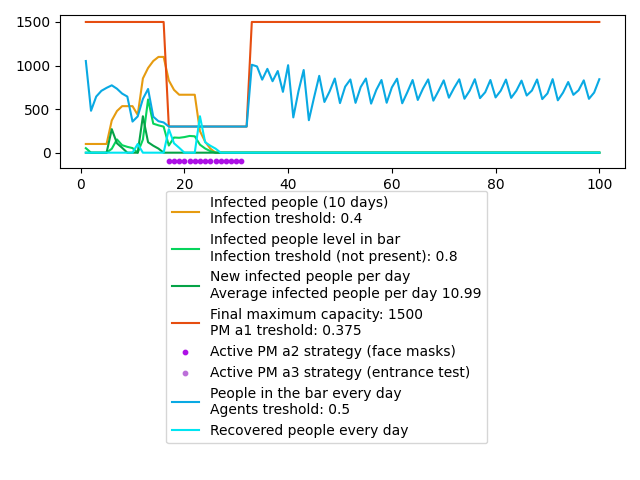 1500
1000
500
0
0
20
40
60
80
100
Infected people (10 days)
Infection treshold: 0.4
Infected people level in bar
Infection treshold (not present): 0.8
New infected people per day
Average infected people per day 10.99
Final maximum capacity: 1500
PM a1 treshold: 0.375
Active PM a2 strategy (face masks)
Active PM a3 strategy (entrance test)
People in the bar every day
Agents treshold: 0.5
Recovered people every day